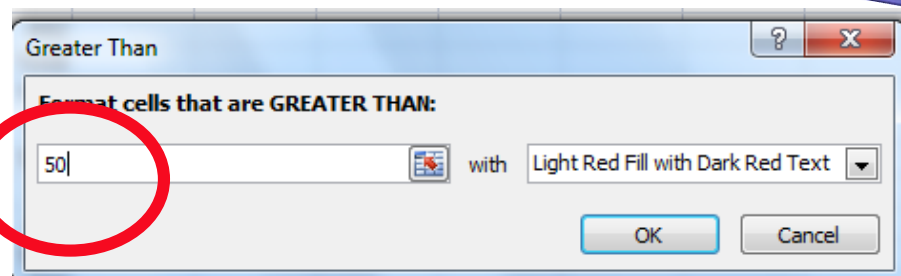 Greater Than
Format cells that are GREATER THAN:
50 with Light Red Fill with Dark Red Text
OK Cancel